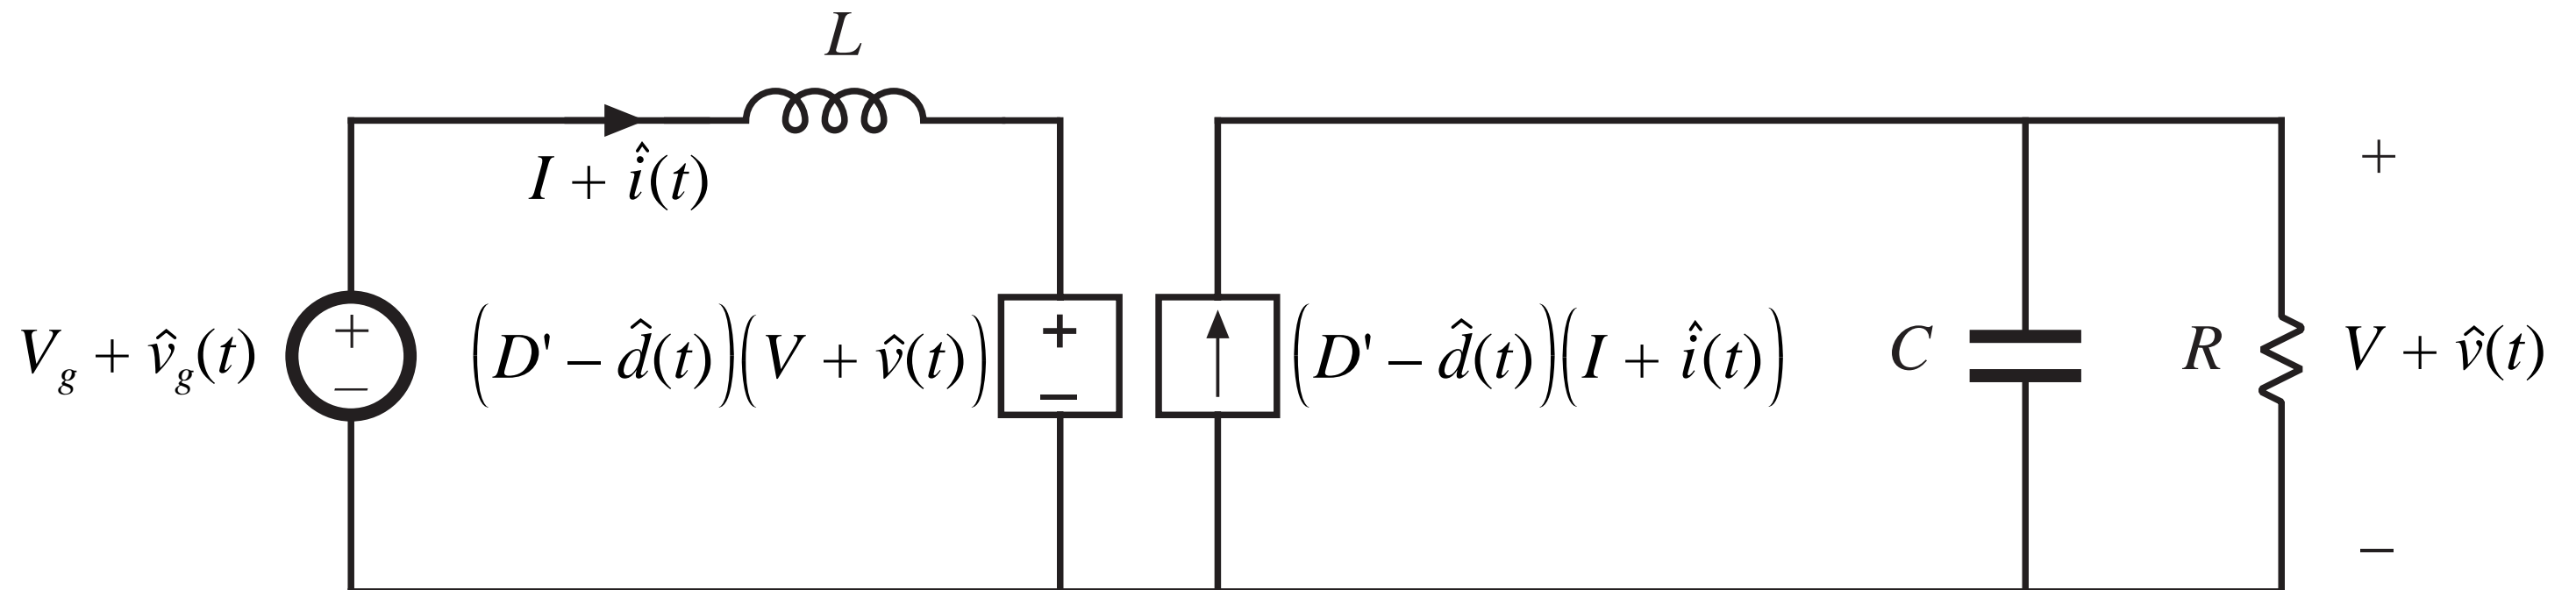 L
I + î(t)
V_g + v̂_g(t)
+
−
(D' − d̂(t))(V + v̂(t))
+
−
(D' − d̂(t))(I + î(t))
C
R
+
V + v̂(t)
−